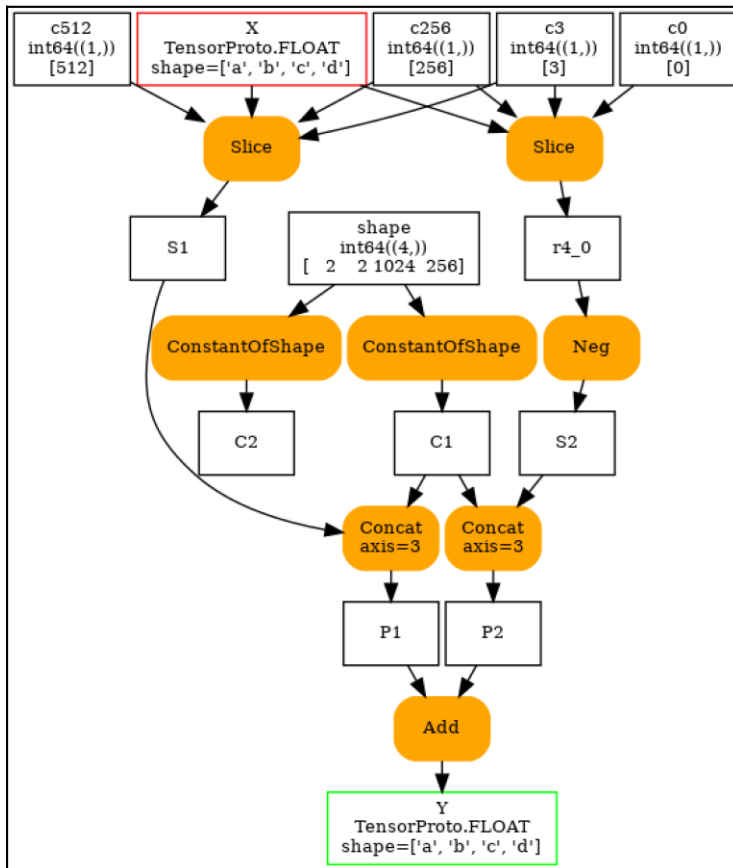 c512
int64((1,))
[512]
X
TensorProto.FLOAT
shape=['a', 'b', 'c', 'd']
c256
int64((1,))
[256]
c3
int64((1,))
[3]
c0
int64((1,))
[0]
Slice
Slice
S1
shape
int64((4,))
[   2    2 1024  256]
r4_0
ConstantOfShape
ConstantOfShape
Neg
C2
C1
S2
Concat
axis=3
Concat
axis=3
P1
P2
Add
Y
TensorProto.FLOAT
shape=['a', 'b', 'c', 'd']